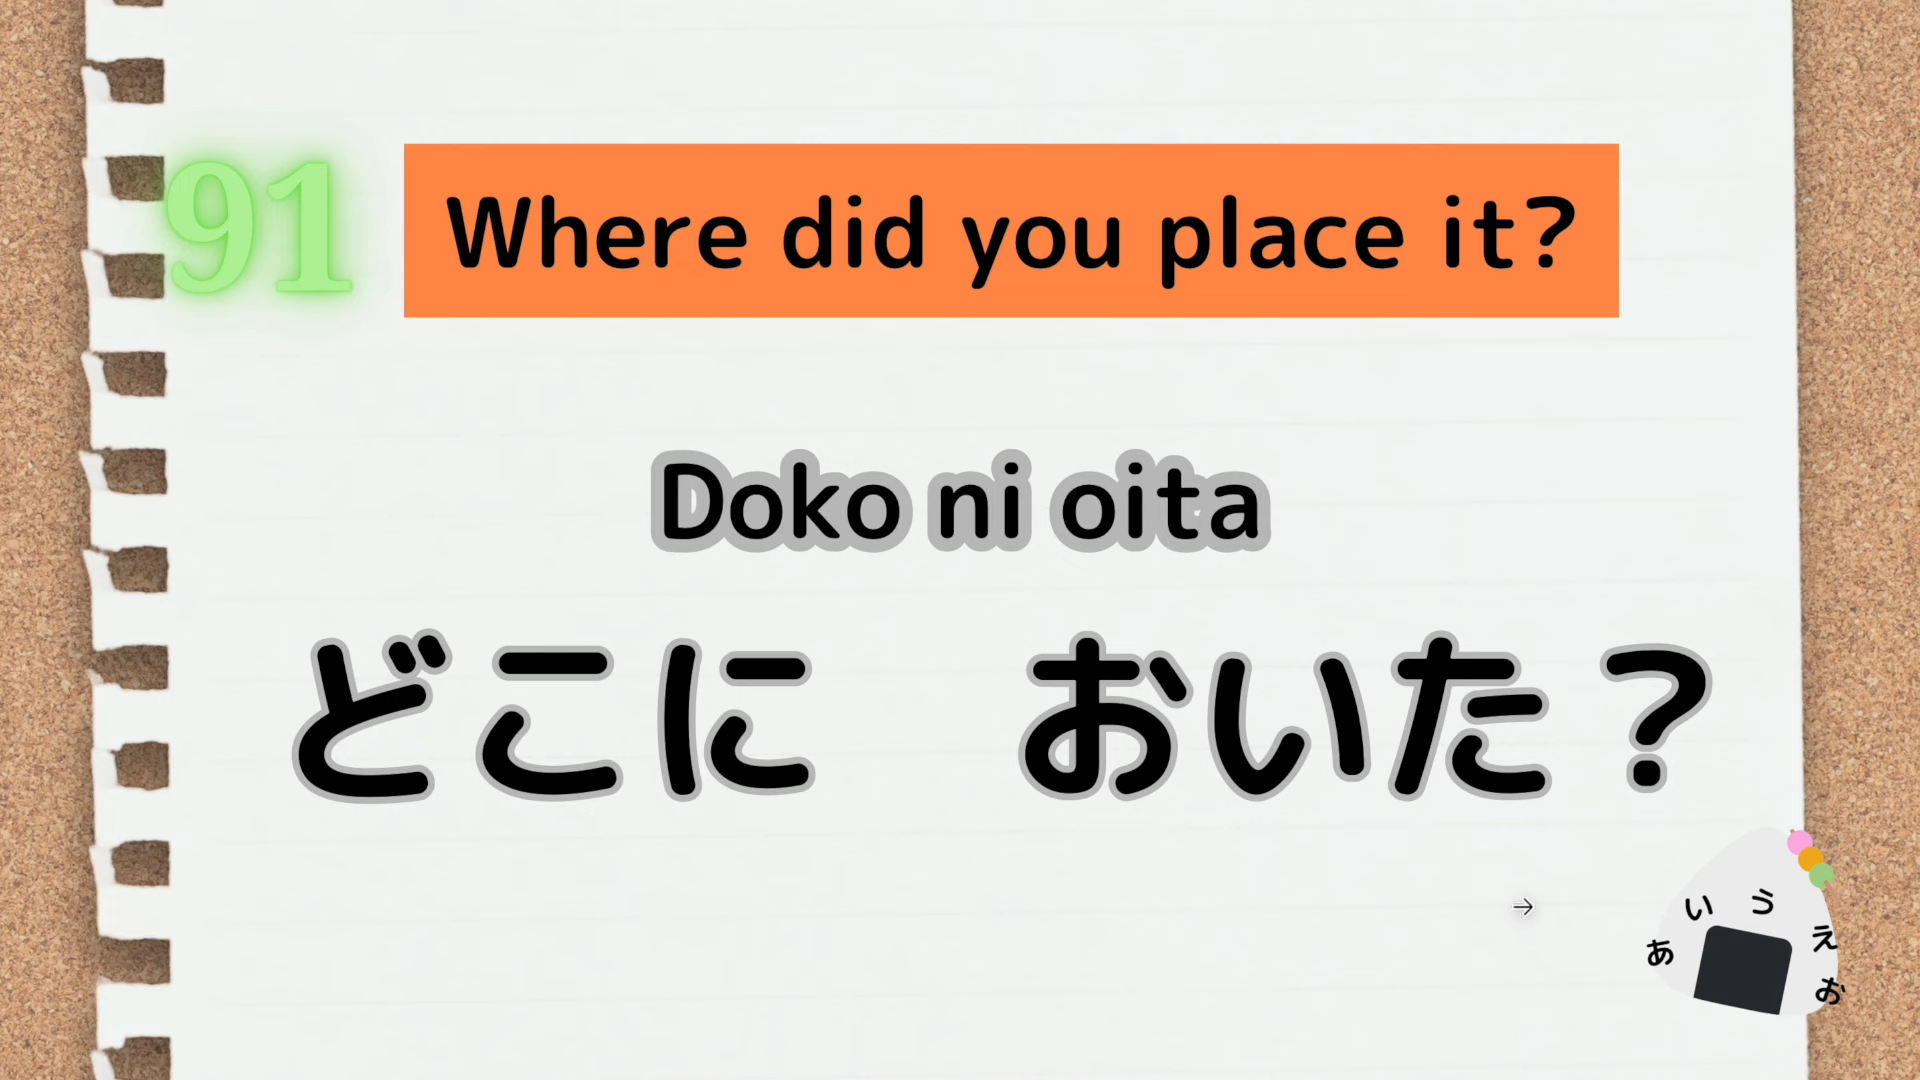 91 Where did you place it?
Doko ni oita
どこに　おいた？
→
あ い う え お